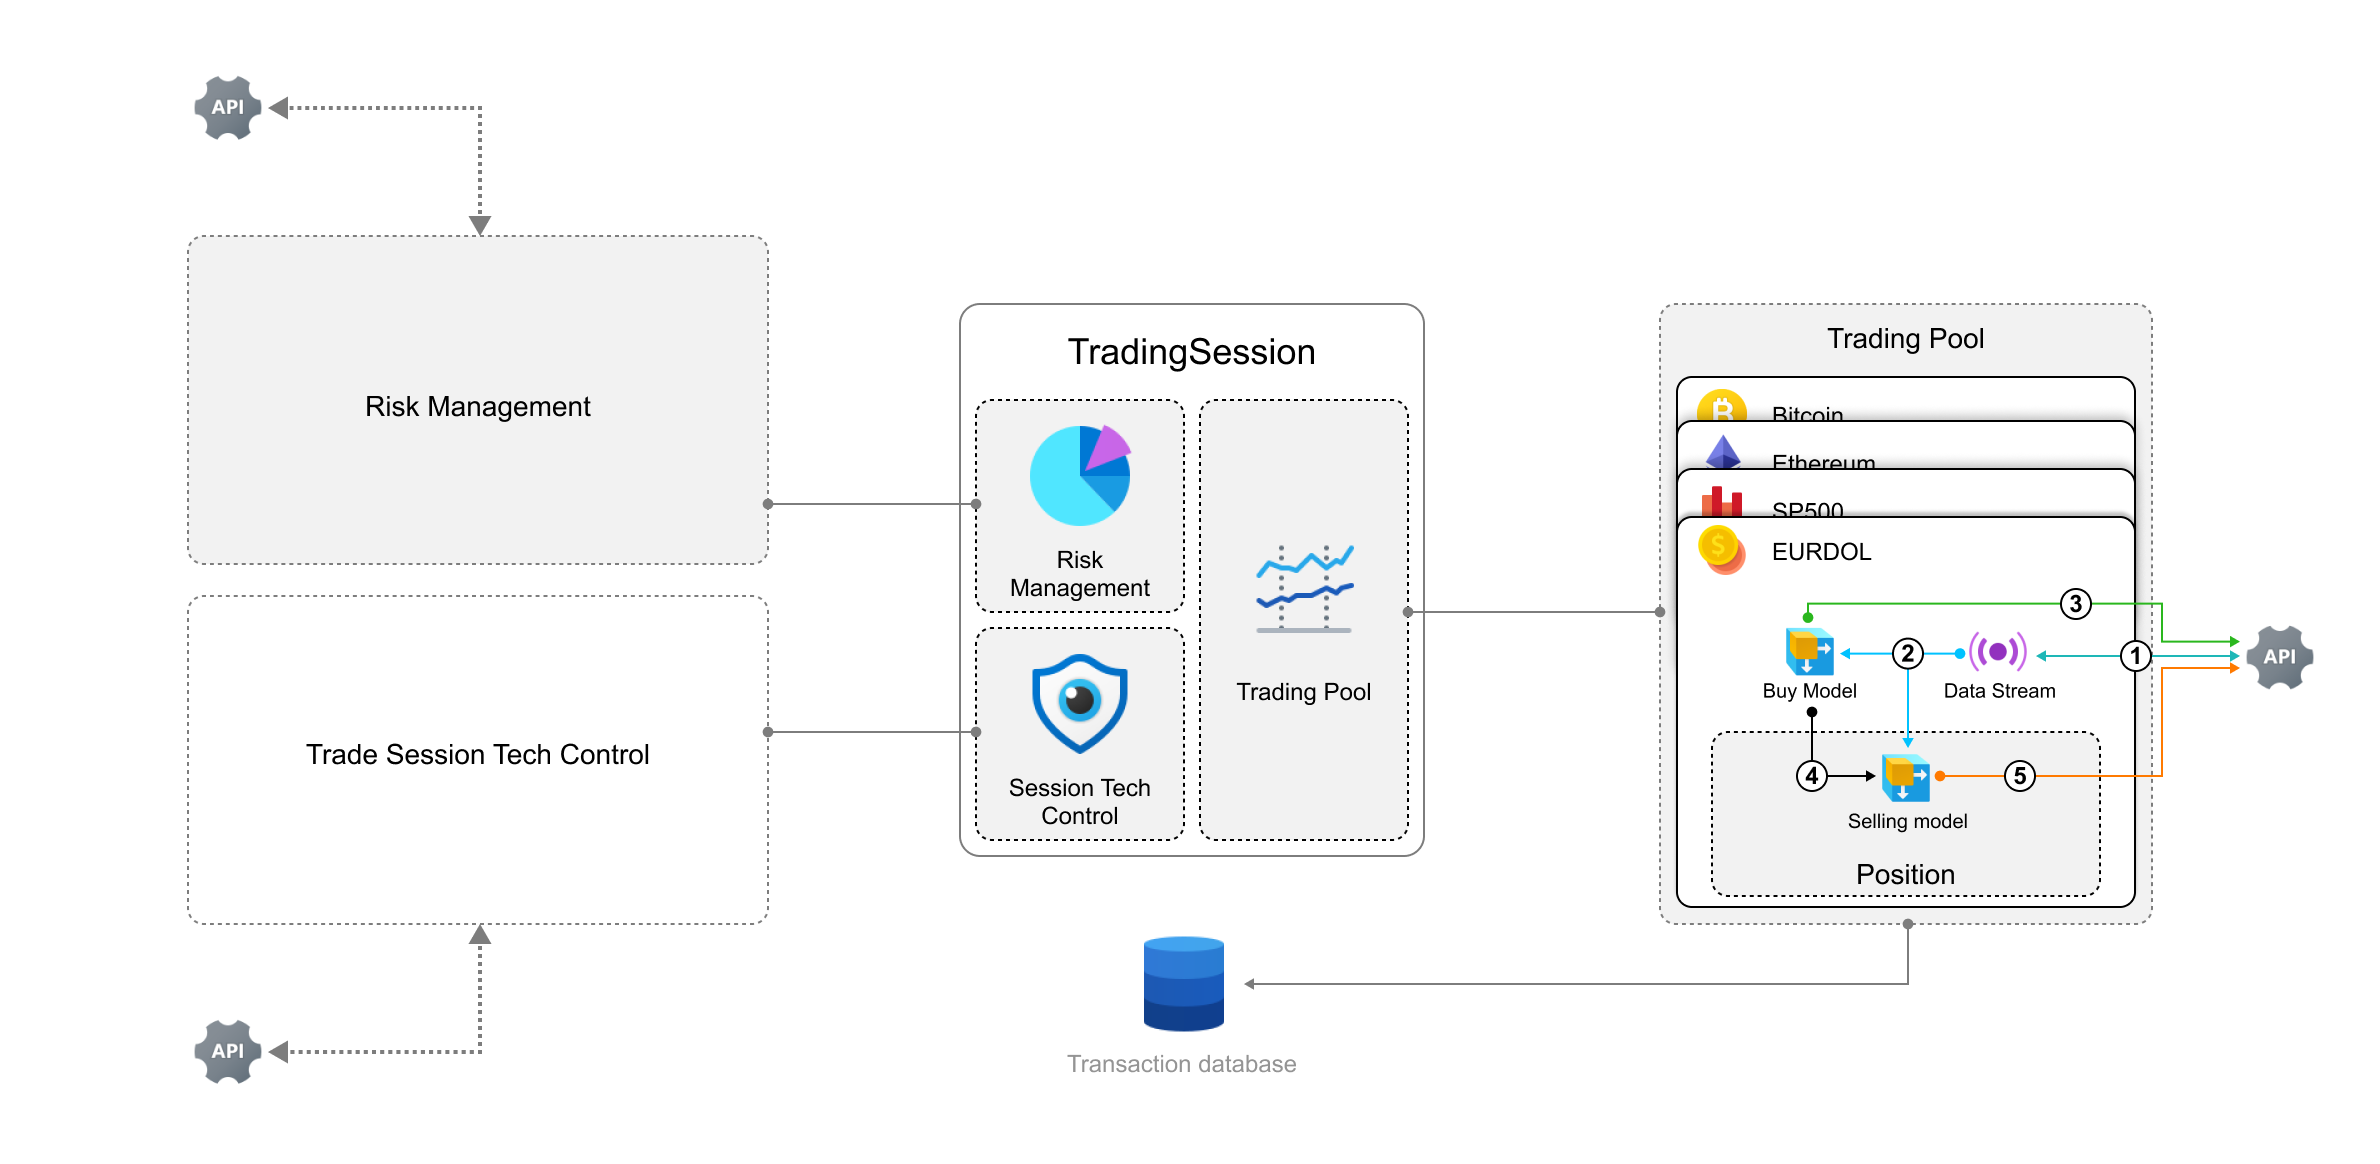 API
Risk Management
Trade Session Tech Control
API
TradingSession
Risk
Management
Session Tech
Control
Trading Pool
Transaction database
Trading Pool
Bitcoin
Ethereum
SP500
$
EURDOL
3
2
1
API
Buy Model
Data Stream
4
5
Selling model
Position